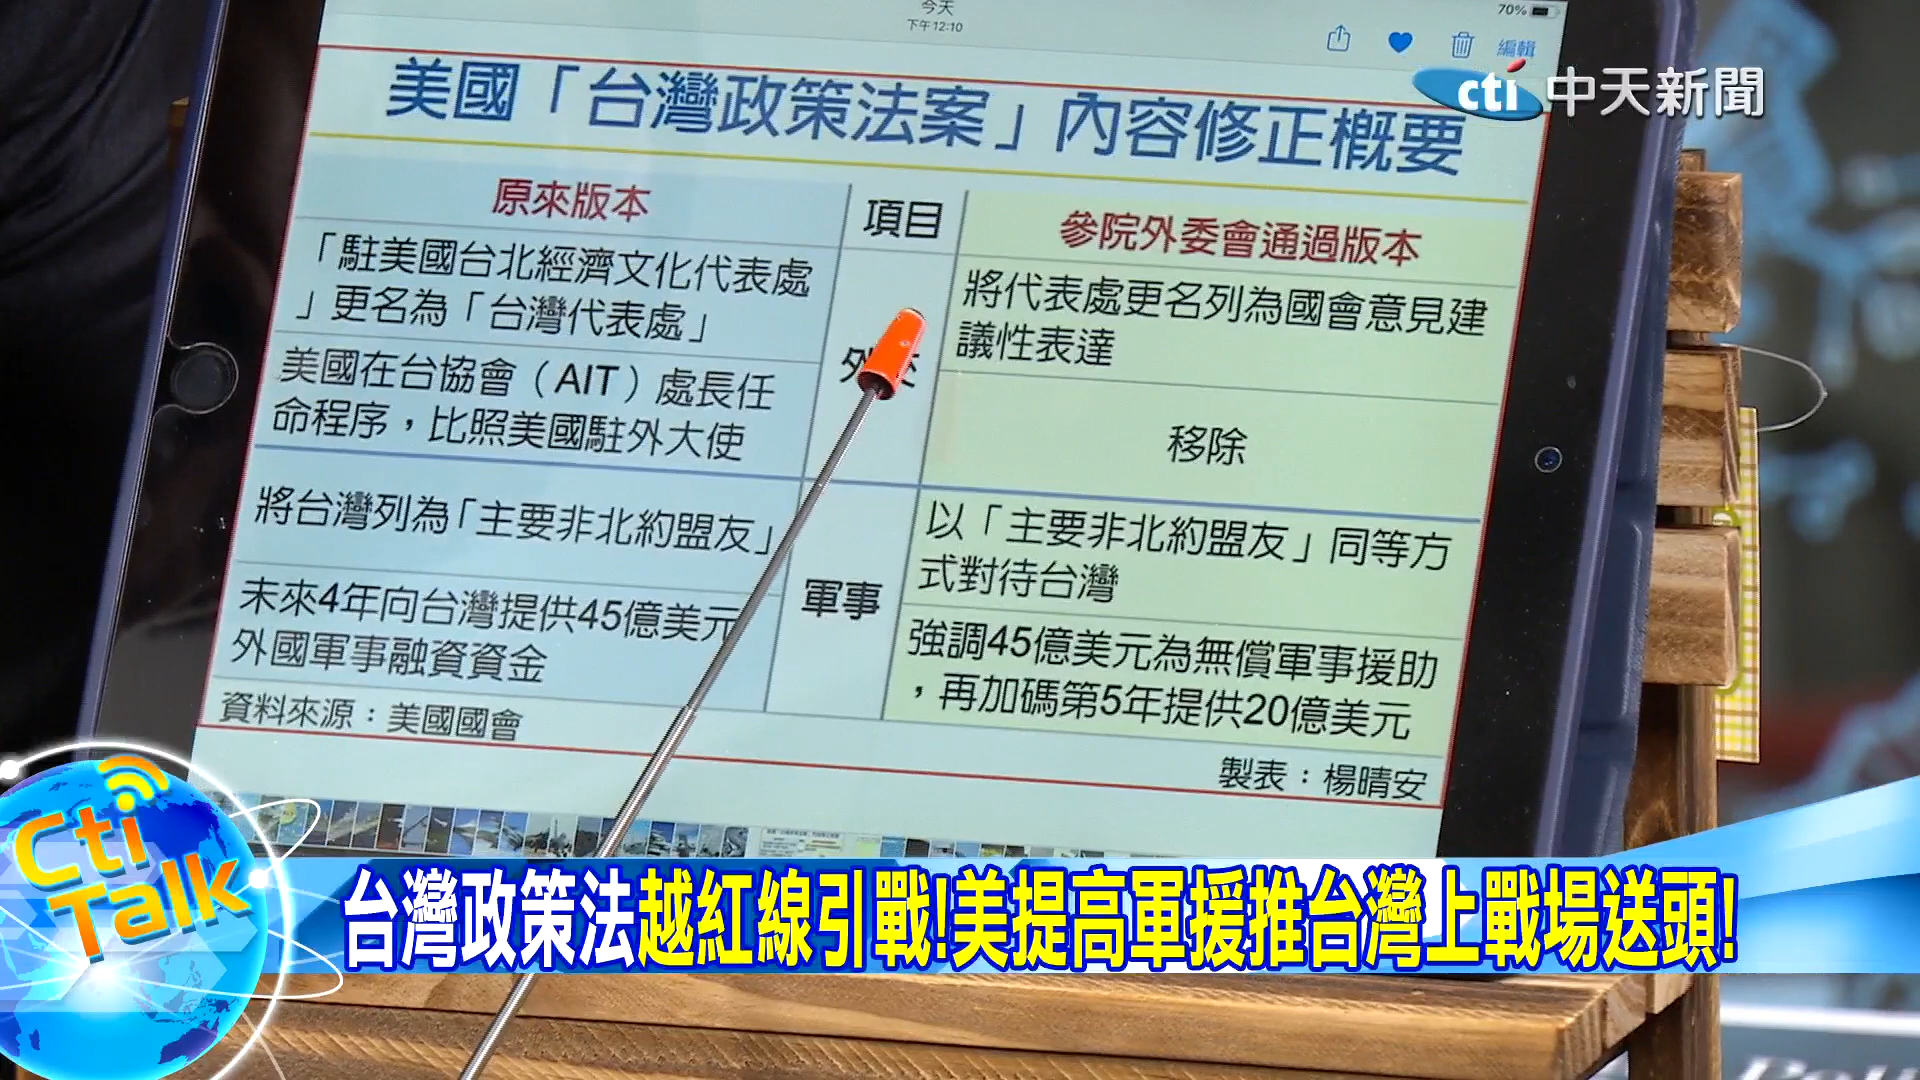 今天
下午12:10
70%
編輯
cti 中天新聞
美國「台灣政策法案」內容修正概要
原來版本
項目
參院外委會通過版本
「駐美國台北經濟文化代表處
」更名為「台灣代表處」
外交
將代表處更名列為國會意見建
議性表達
美國在台協會（AIT）處長任
命程序，比照美國駐外大使
移除
將台灣列為「主要非北約盟友」
軍事
以「主要非北約盟友」同等方
式對待台灣
未來4年向台灣提供45億美元
外國軍事融資資金
強調45億美元為無償軍事援助
，再加碼第5年提供20億美元
資料來源：美國國會
製表：楊晴安
Cti
Talk
台灣政策法越紅線引戰!美提高軍援推台灣上戰場送頭!